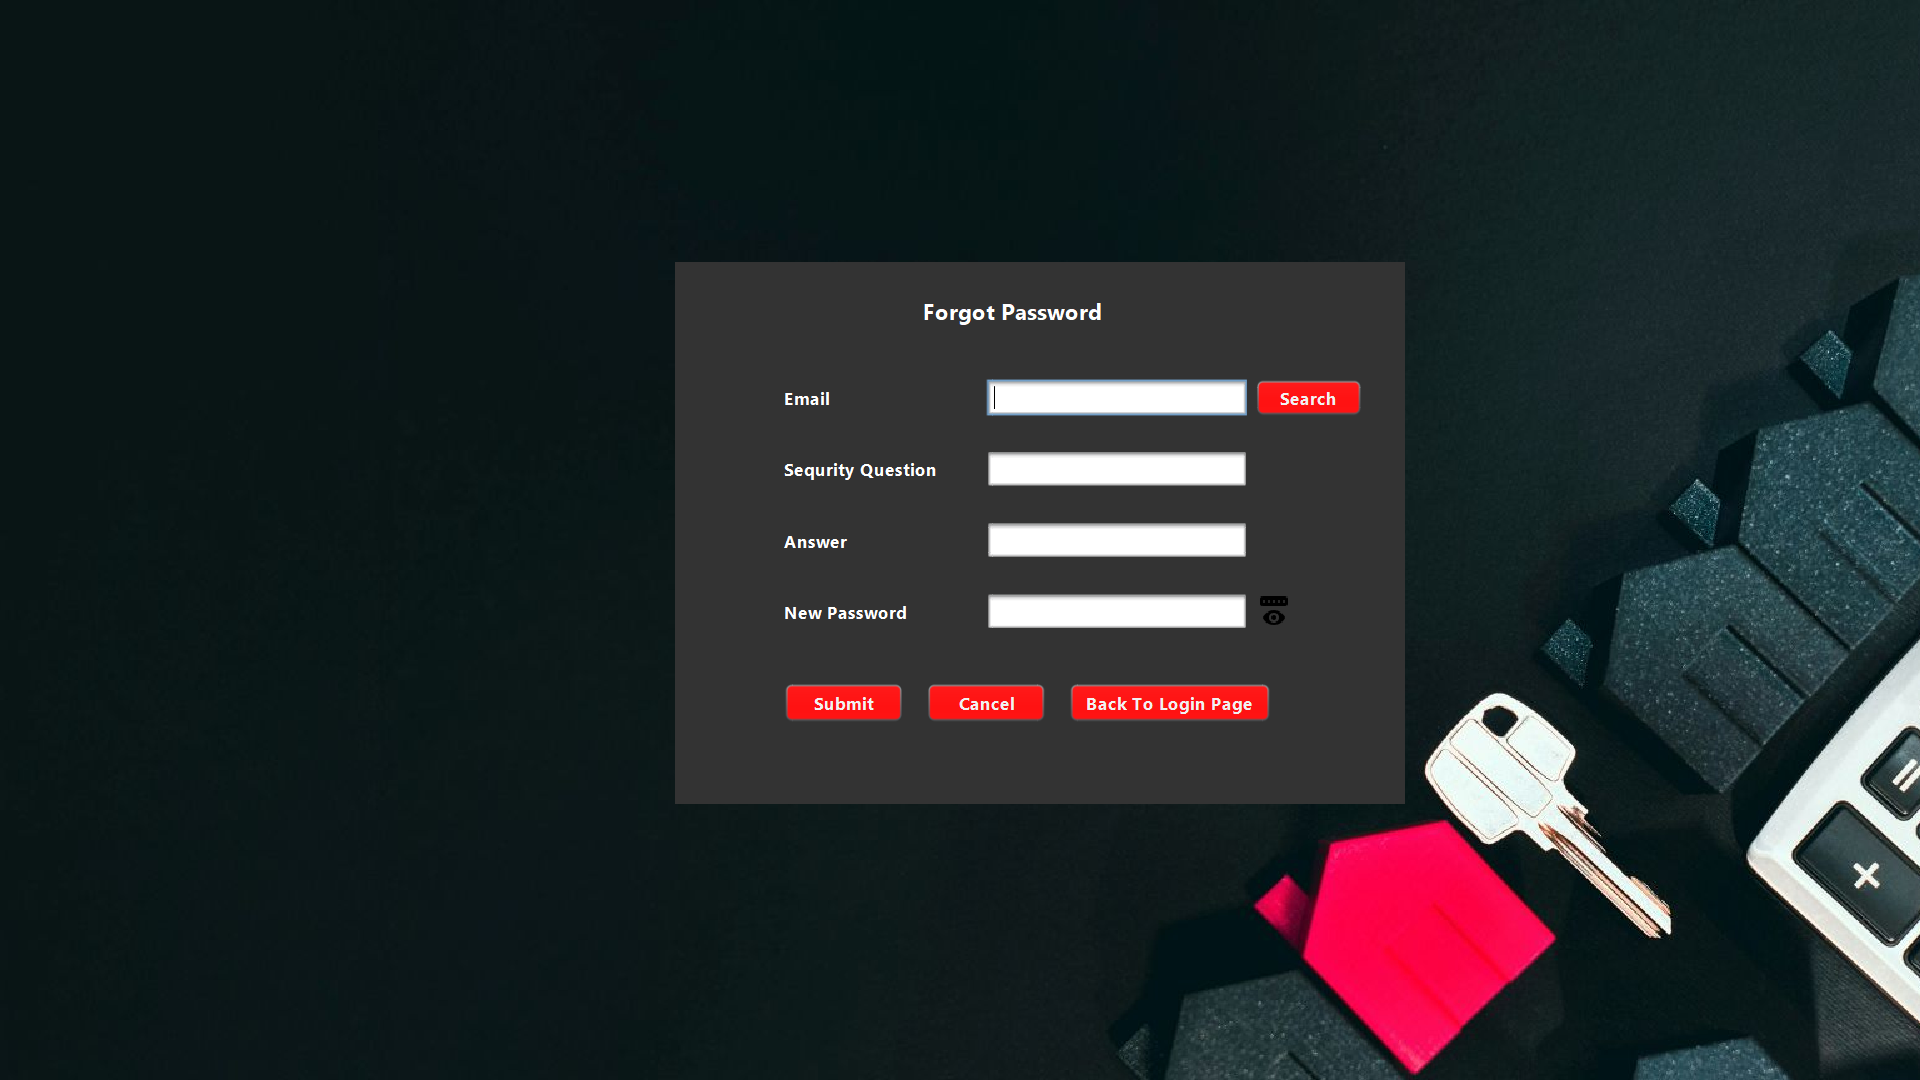 Forgot Password
Email
Search
Sequrity Question
Answer
New Password
Submit
Cancel
Back To Login Page
=
+